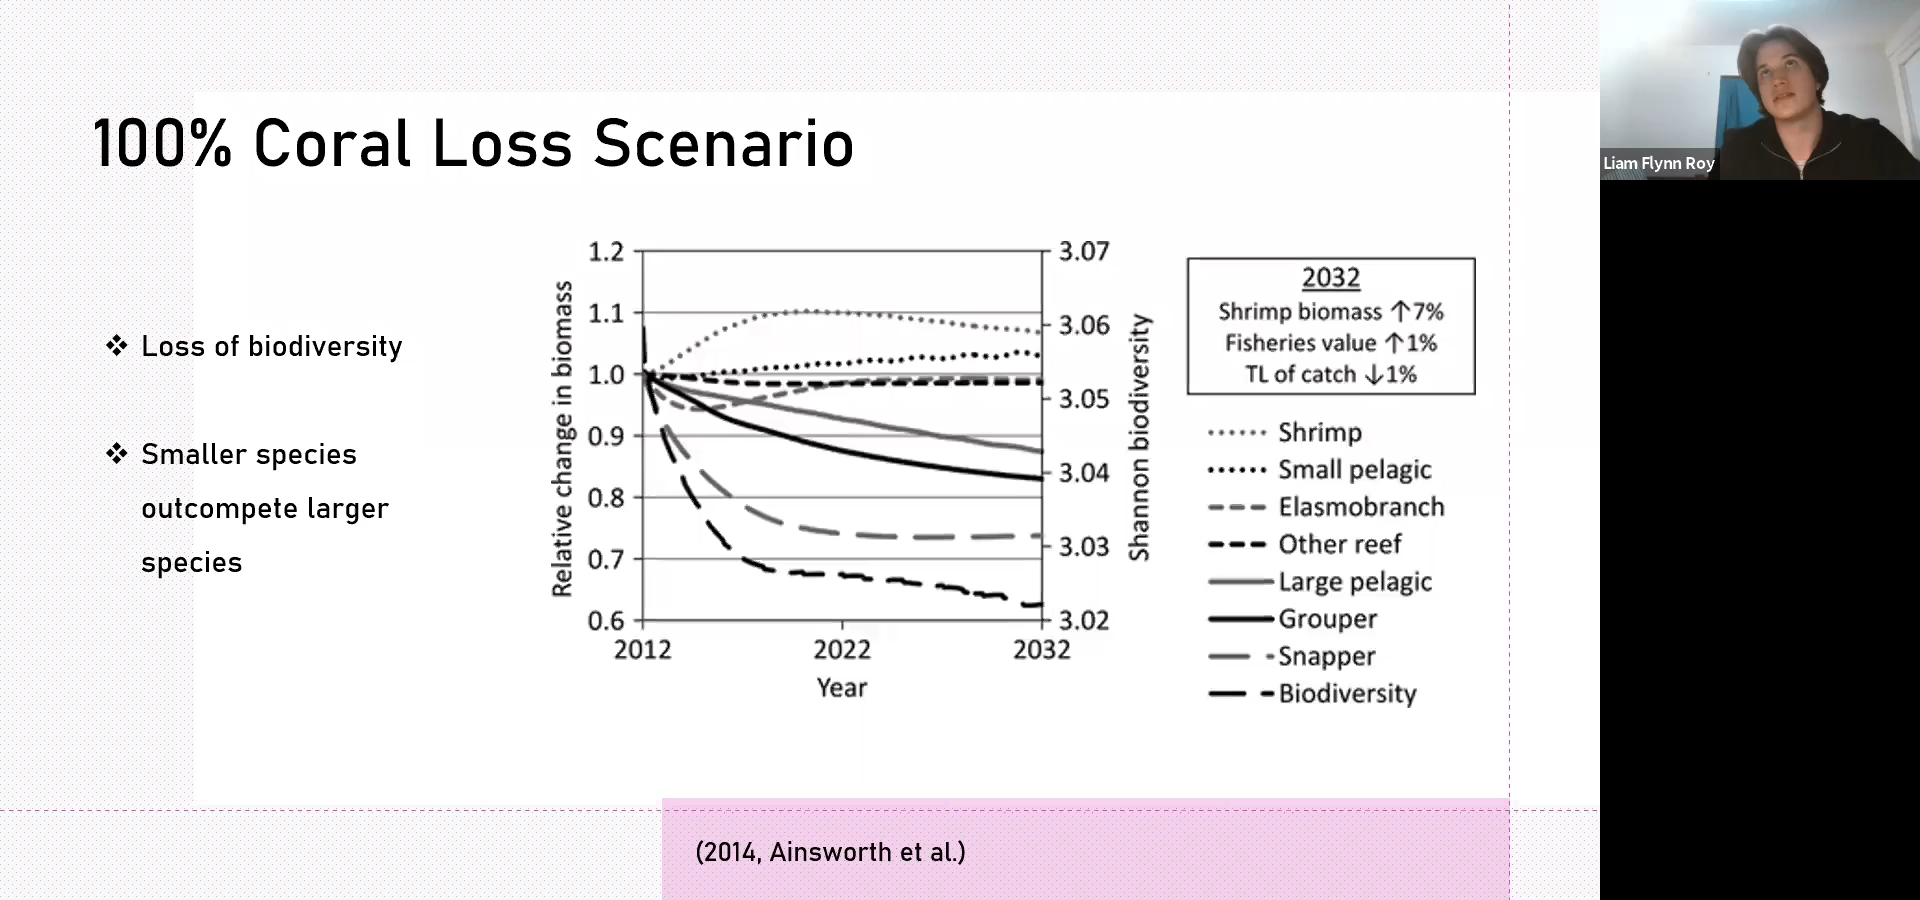 100% Coral Loss Scenario
❖ Loss of biodiversity
❖ Smaller species
outcompete larger
species
Relative change in biomass
1.2
1.1
1.0
0.9
0.8
0.7
0.6
2012 2022 2032
Year
3.07
3.06
3.05
3.04
3.03
3.02
Shannon biodiversity
2032
Shrimp biomass ↑7%
Fisheries value ↑1%
TL of catch ↓1%
Shrimp
Small pelagic
Elasmobranch
Other reef
Large pelagic
Grouper
Snapper
Biodiversity
(2014, Ainsworth et al.)
Liam Flynn Roy